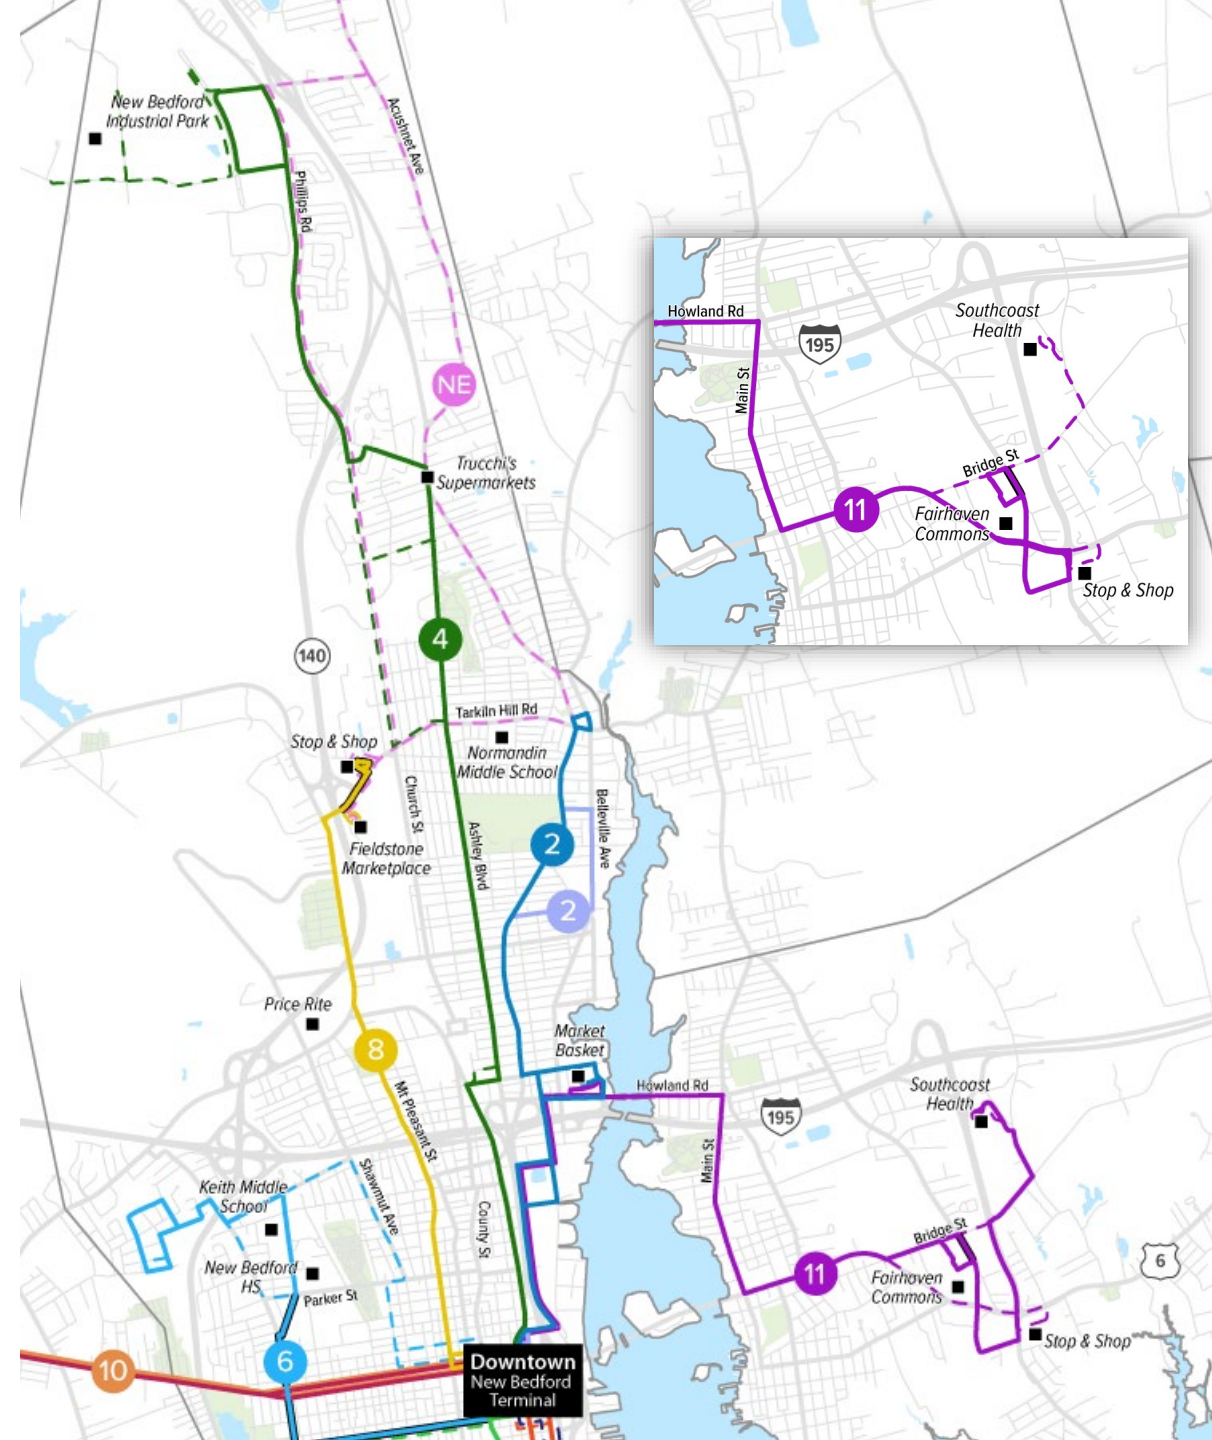 New Bedford
Industrial Park
Acushnet Ave
Phillips Rd
NE
Trucchi's
Supermarkets
Howland Rd
195
Southcoast
Health
Main St
Bridge St
11
Fairhaven
Commons
Stop & Shop
4
140
Tarkiln Hill Rd
Stop & Shop
Normandin
Middle School
Church St
Belleville Ave
Ashley Blvd
2
Fieldstone
Marketplace
2
Price Rite
8
Market
Basket
Howland Rd
195
Southcoast
Health
Mt Pleasant St
Main St
Shawmut Ave
Keith Middle
School
County St
Bridge St
New Bedford
HS
Parker St
11
Fairhaven
Commons
6
Stop & Shop
6
10
Downtown
New Bedford
Terminal